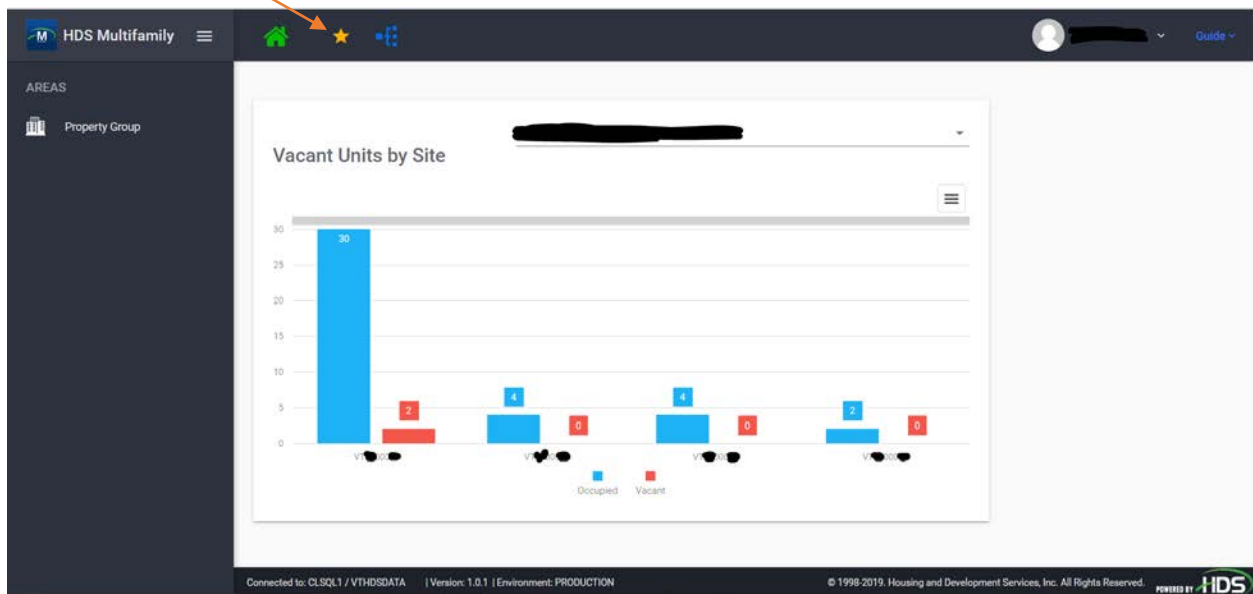 M HDS Multifamily
Guide
AREAS
Property Group
Vacant Units by Site
30
30
25
20
15
10
5
0
2
4
0
4
0
2
0
Occupied Vacant
Connected to: CLSQL1 / VTHDSDATA | Version: 1.0.1 | Environment: PRODUCTION
© 1998-2019. Housing and Development Services, Inc. All Rights Reserved.
POWERED BY HDS